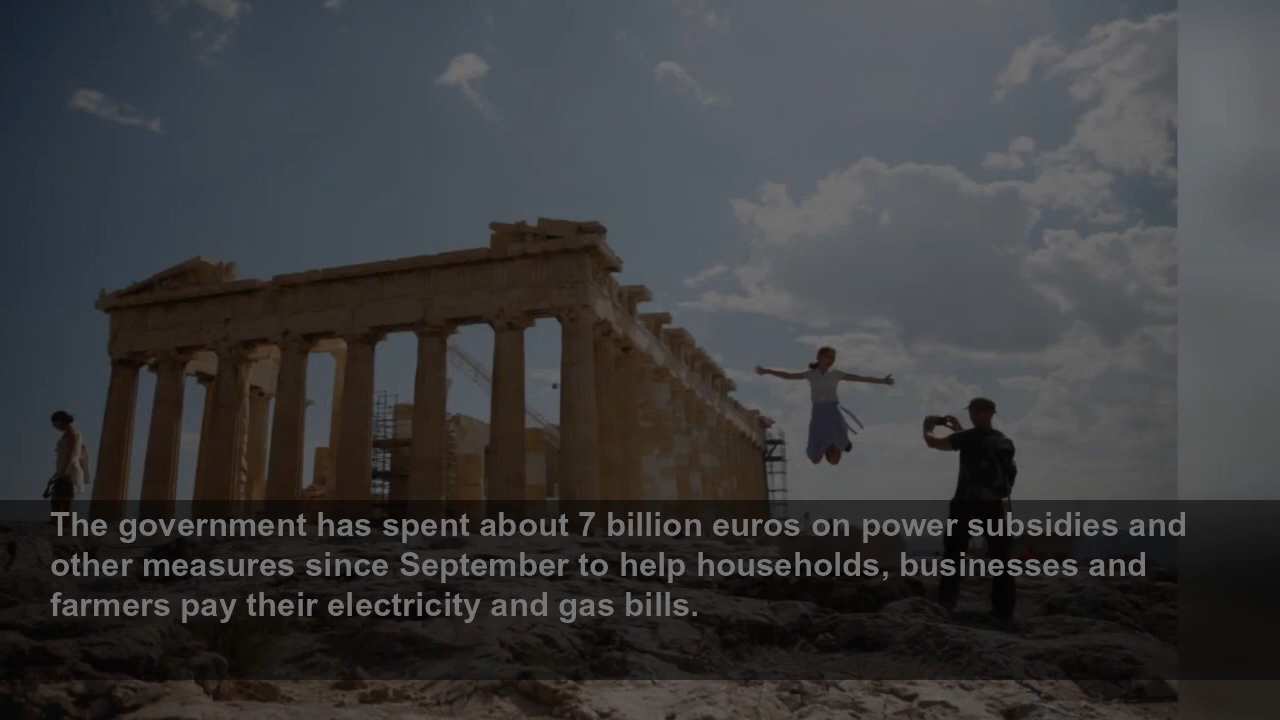 The government has spent about 7 billion euros on power subsidies and
other measures since September to help households, businesses and
farmers pay their electricity and gas bills.